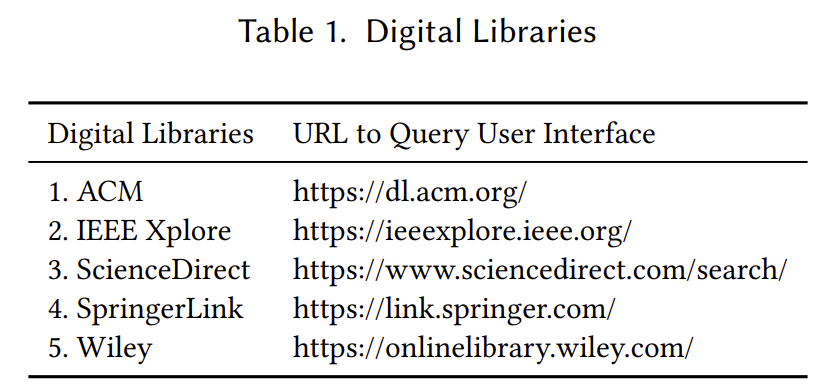 Table 1. Digital Libraries
Digital Libraries URL to Query User Interface
1. ACM https://dl.acm.org/
2. IEEE Xplore https://ieeexplore.ieee.org/
3. ScienceDirect https://www.sciencedirect.com/search/
4. SpringerLink https://link.springer.com/
5. Wiley https://onlinelibrary.wiley.com/